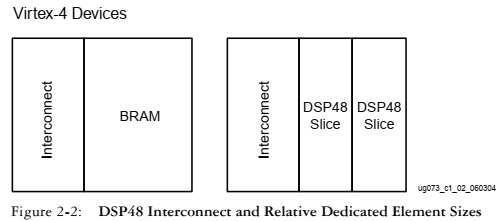 Virtex-4 Devices
Interconnect
BRAM
Interconnect
DSP48
Slice
DSP48
Slice
ug073_c1_02_060304
Figure 2-2: DSP48 Interconnect and Relative Dedicated Element Sizes